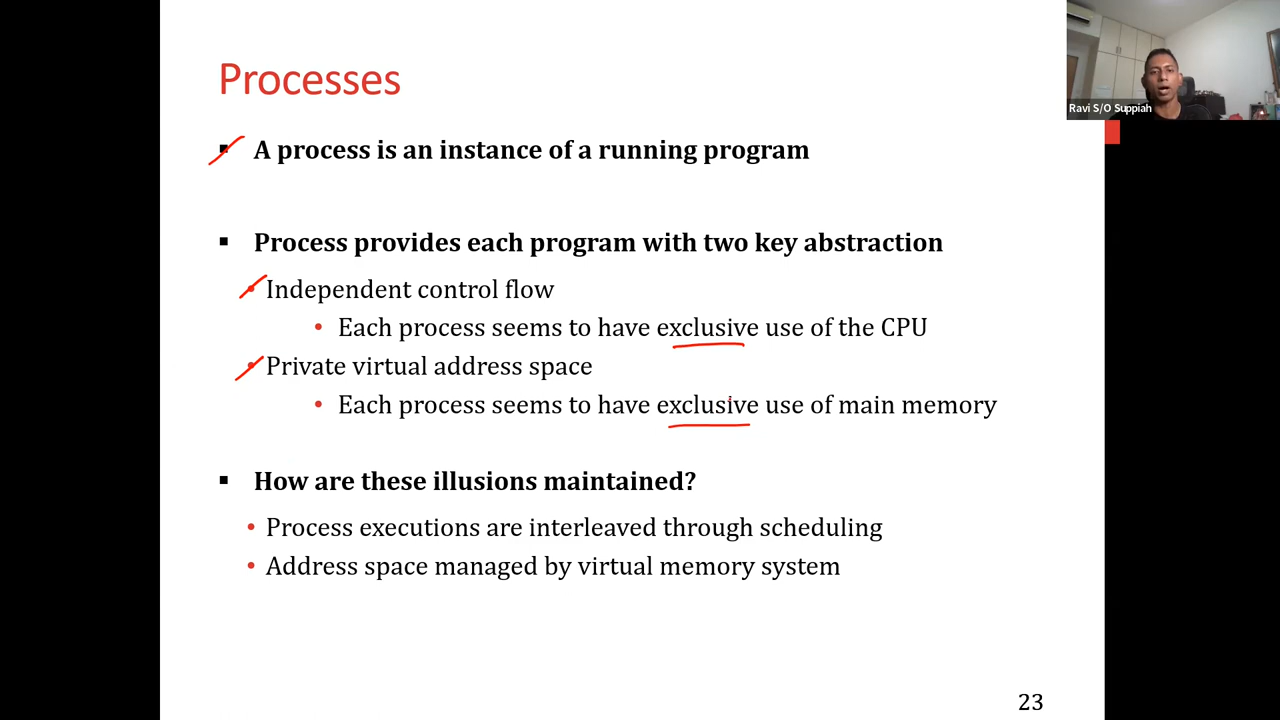 Processes
Ravi S/O Suppiah
▪ A process is an instance of a running program
▪ Process provides each program with two key abstraction
• Independent control flow
• Each process seems to have exclusive use of the CPU
• Private virtual address space
• Each process seems to have exclusive use of main memory
▪ How are these illusions maintained?
• Process executions are interleaved through scheduling
• Address space managed by virtual memory system
23